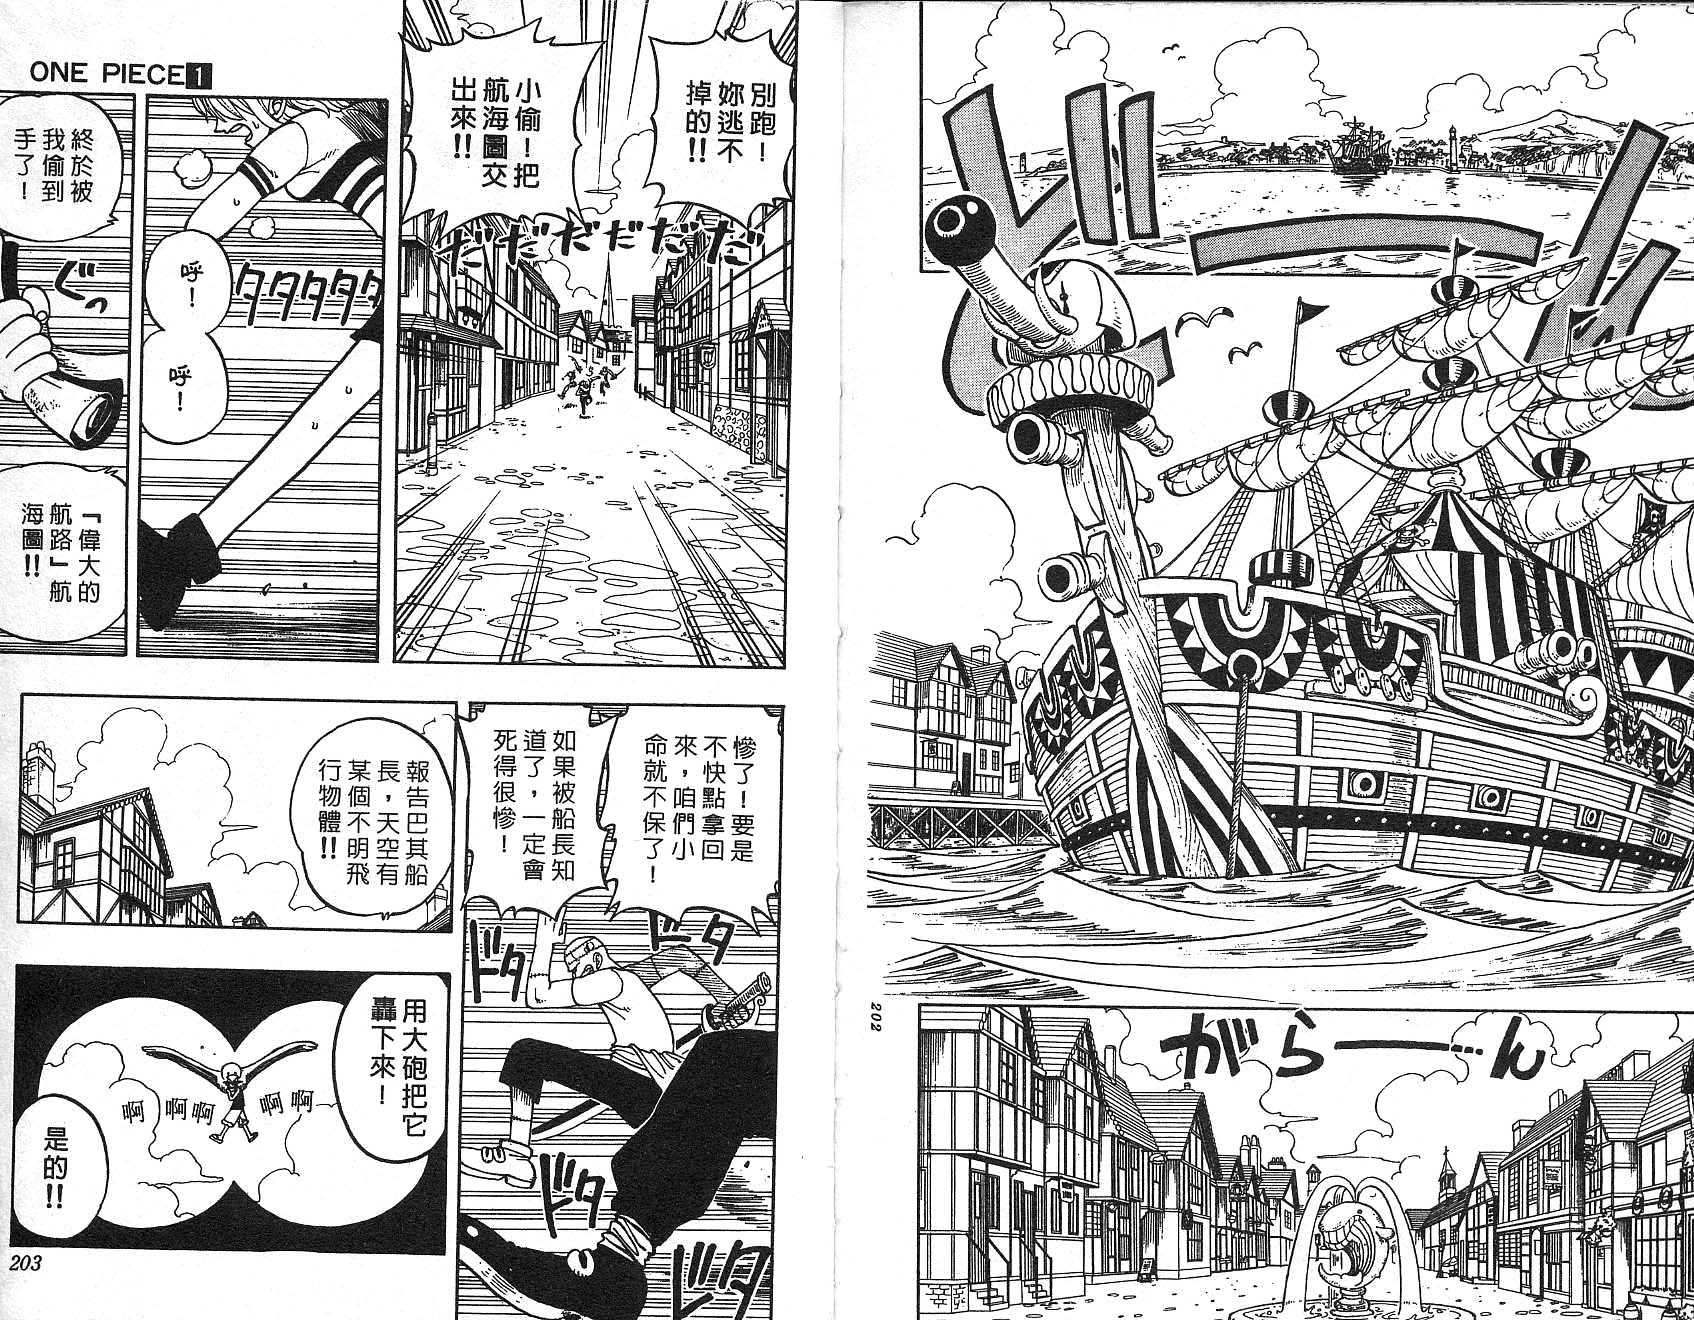 ドーーン
がらーー…ん
202
ONE PIECE 1
別跑！
妳逃不
掉的!!
小偷！把
航海圖交
出來!!
だだだだだだ
呼！
呼！
タタタタタ
終於被
我偷到
手了！
ぐっ
『偉大的
航路』航
海圖!!
慘了！要是
不快點拿回
來，咱們小
命就不保了！
如果被船長知
道了，一定會
死得很慘！
ドタ
ドタ
ドタ
ドタ
報告巴其船
長，天空有
某個不明飛
行物體!!
用大砲把它
轟下來！
啊啊
啊啊
啊
是的!!
203